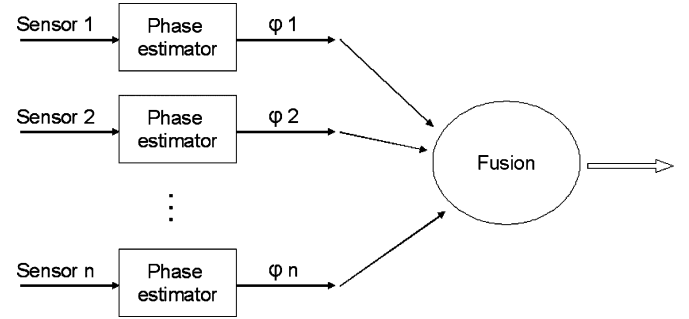 Sensor 1
Phase
estimator
φ 1
Sensor 2
Phase
estimator
φ 2
Fusion
Sensor n
Phase
estimator
φ n